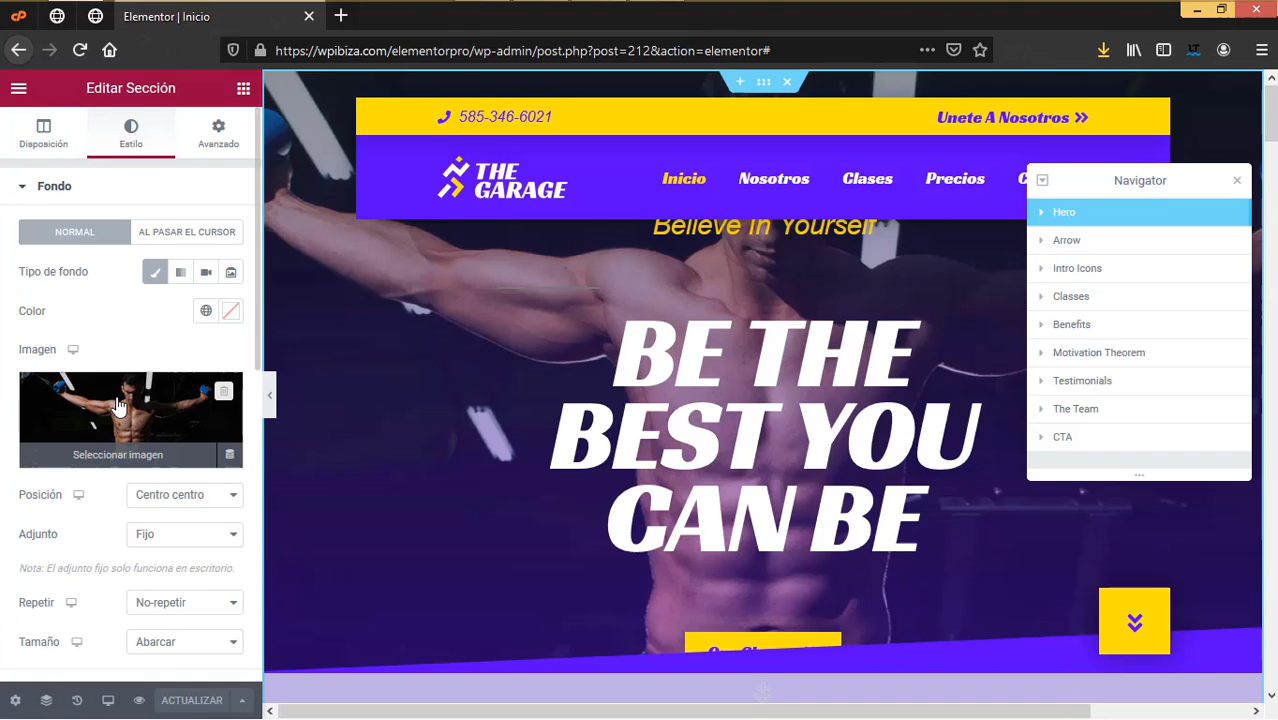 Elementor | Inicio
https://wpibiza.com/elementorpro/wp-admin/post.php?post=212&action=elementor#
Editar Sección
Disposición
Estilo
Avanzado
Fondo
NORMAL
AL PASAR EL CURSOR
Tipo de fondo
Color
Imagen
Seleccionar imagen
Posición
Centro centro
Adjunto
Fijo
Nota: El adjunto fijo solo funciona en escritorio.
Repetir
No-repetir
Tamaño
Abarcar
ACTUALIZAR
585-346-6021
Unete A Nosotros
THE
GARAGE
Inicio
Nosotros
Clases
Precios
Believe In Yourself
BE THE
BEST YOU
CAN BE
Navigator
Hero
Arrow
Intro Icons
Classes
Benefits
Motivation Theorem
Testimonials
The Team
CTA